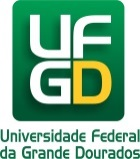 UF
GD
Universidade Federal
da Grande Dourados